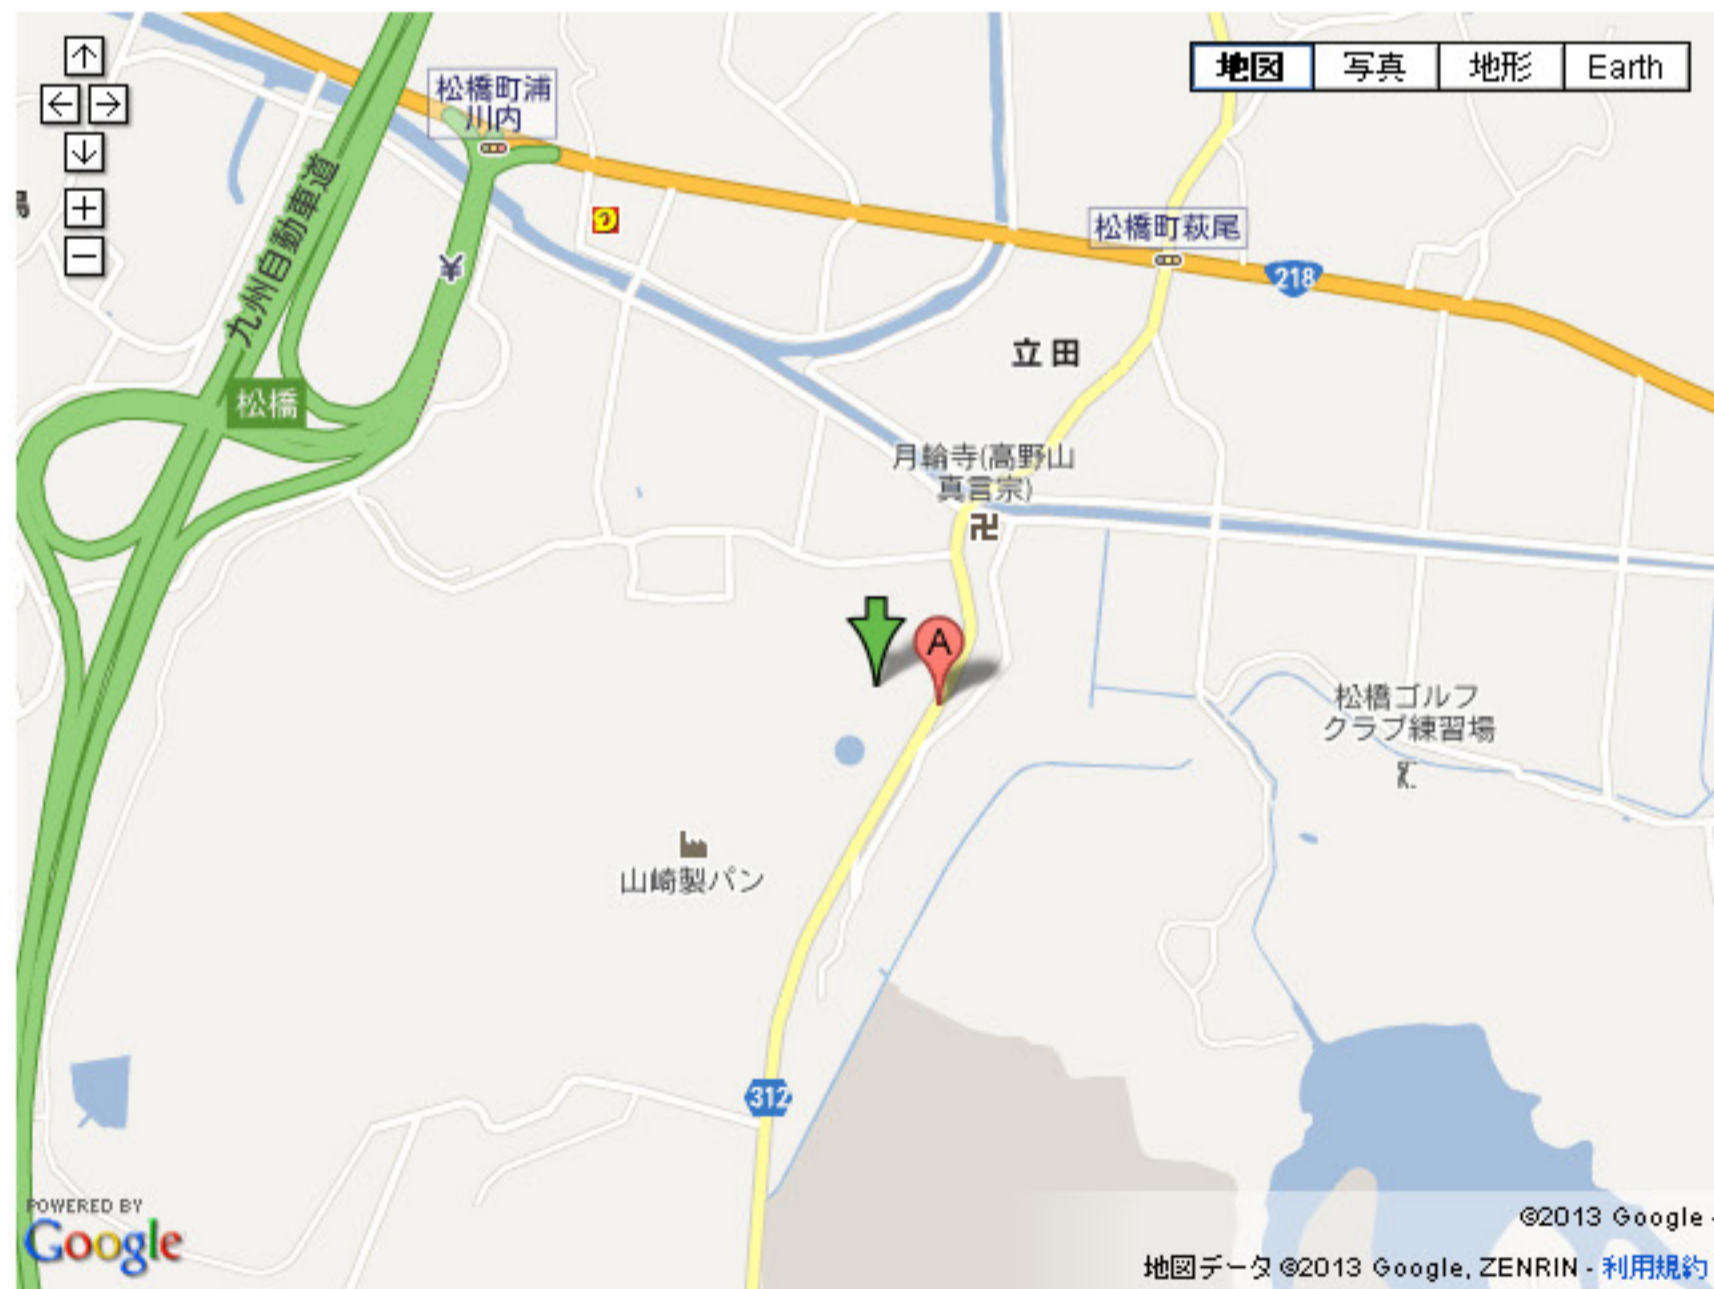 地図
写真
地形
Earth
松橋町浦
川内
九州自動車道
¥
松橋
松橋町萩尾
218
立田
月輪寺(高野山
真言宗)
卍
A
松橋ゴルフ
クラブ練習場
山崎製パン
312
POWERED BY
Google
©2013 Google -
地図データ ©2013 Google, ZENRIN - 利用規約